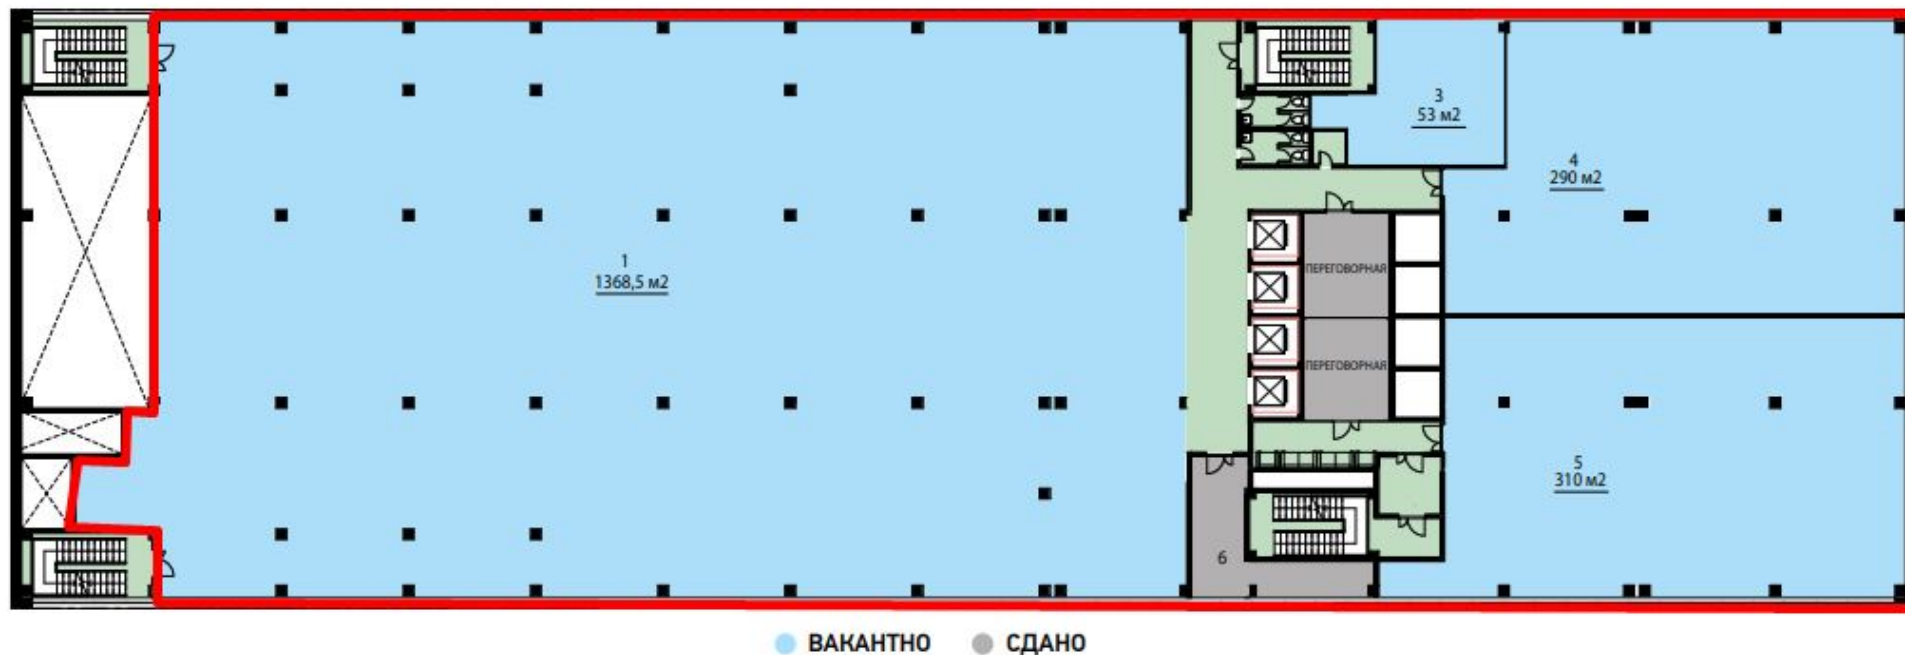 3
53 м2
4
290 м2
1
1368,5 м2
ПЕРЕГОВОРНАЯ
ПЕРЕГОВОРНАЯ
5
310 м2
6
ВАКАНТНО СДАНО